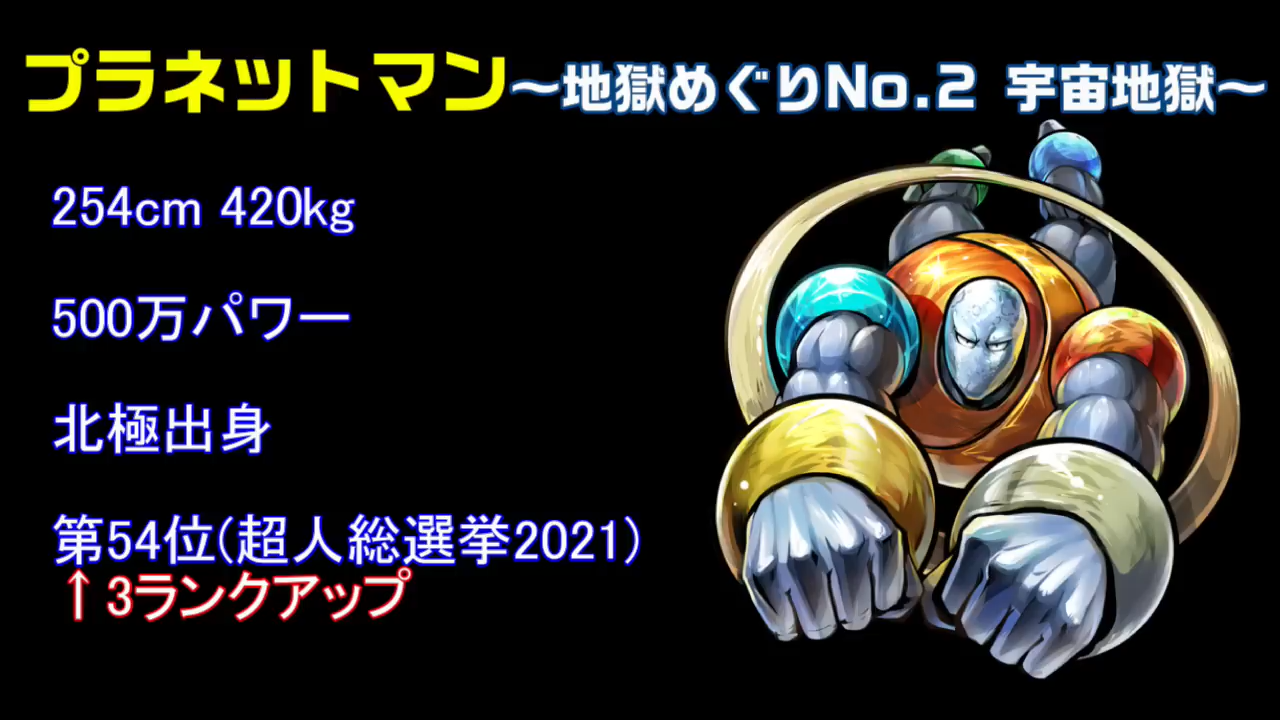 プラネットマン～地獄めぐりNo.2 宇宙地獄～
254cm 420kg
500万パワー
北極出身
第54位(超人総選挙2021)
↑3ランクアップ